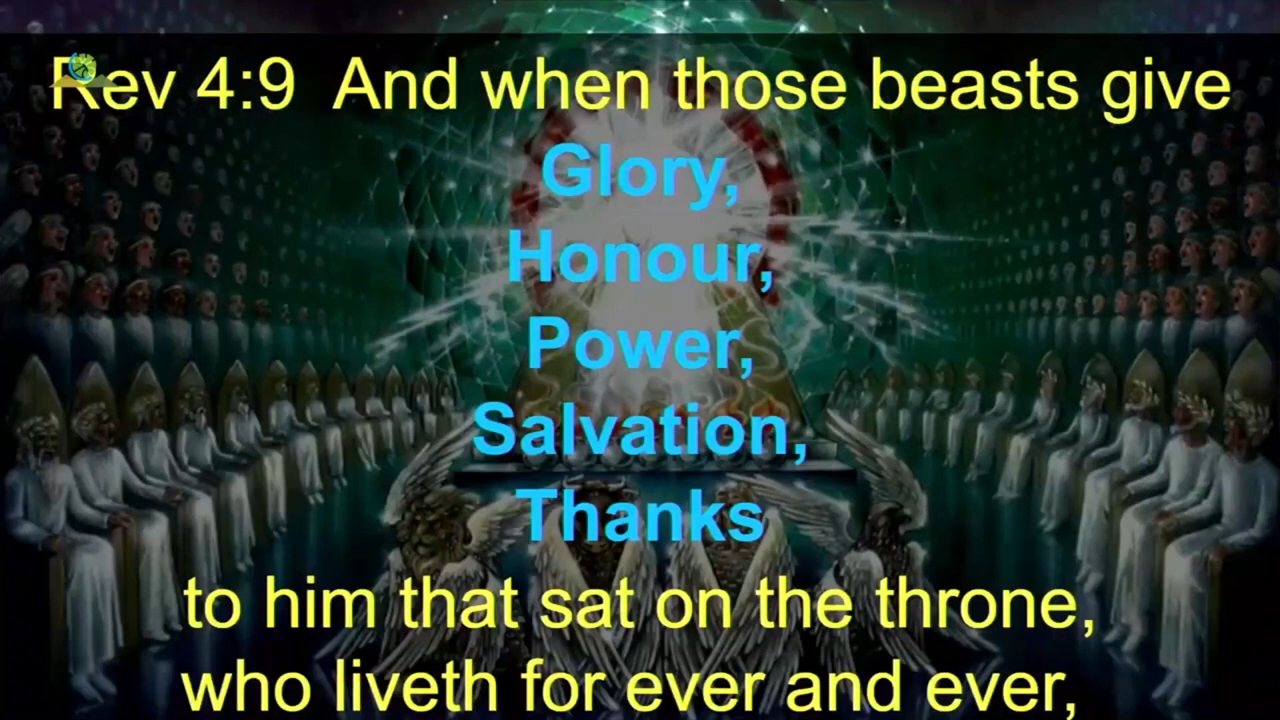 Rev 4:9 And when those beasts give
Glory,
Honour,
Power,
Salvation,
Thanks
to him that sat on the throne,
who liveth for ever and ever,